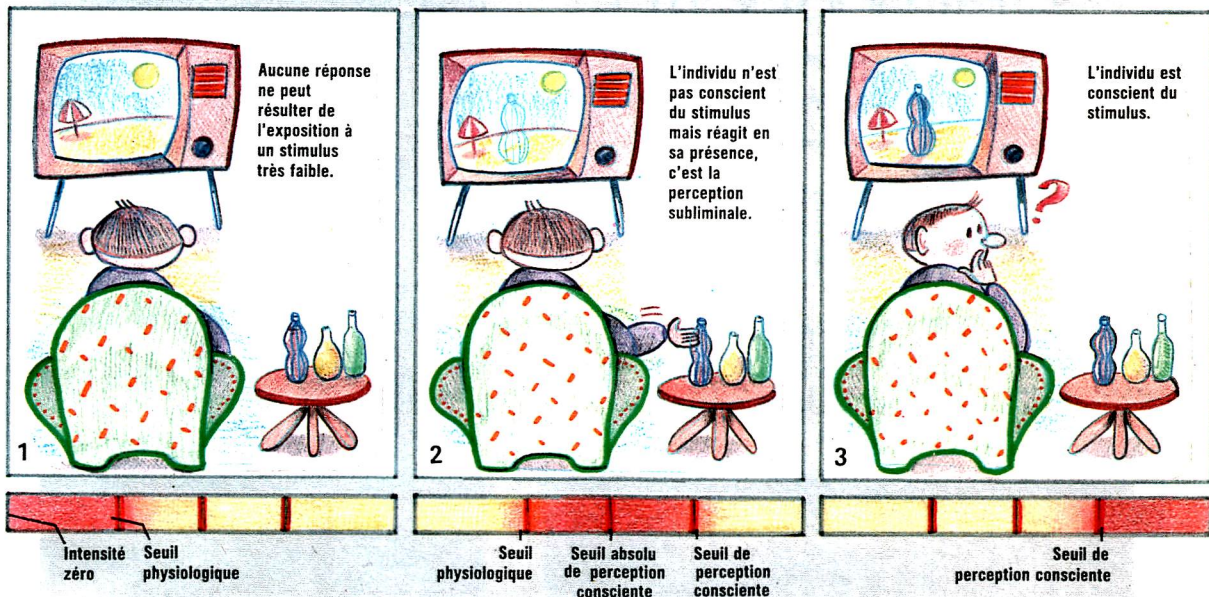 Aucune réponse
ne peut
résulter de
l'exposition à
un stimulus
très faible.
1
L'individu n'est
pas conscient
du stimulus
mais réagit en
sa présence,
c'est la
perception
subliminale.
2
L'individu est
conscient du
stimulus.
?
3
Intensité
zéro
Seuil
physiologique
Seuil
physiologique
Seuil absolu
de perception
consciente
Seuil de
perception
consciente
Seuil de
perception consciente